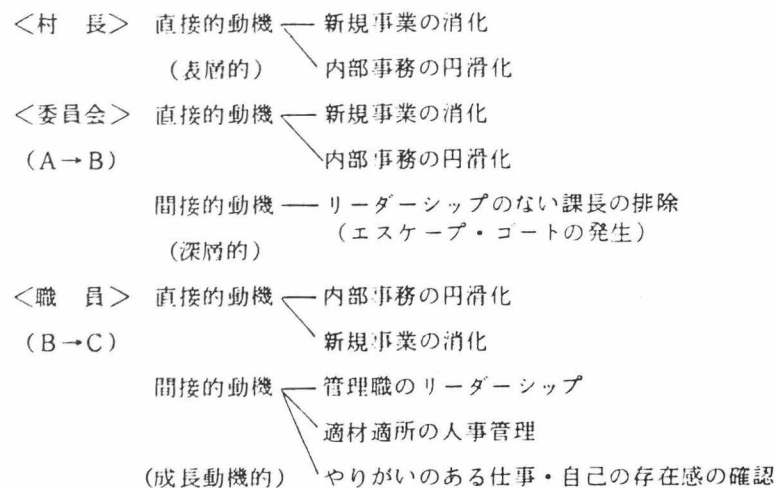 ＜村　長＞　直接的動機　新規事業の消化
（表層的）　内部事務の円滑化
＜委員会＞　直接的動機　新規事業の消化
（A→B）　内部事務の円滑化
間接的動機　リーダーシップのない課長の排除
（深層的）　（エスケープ・ゴートの発生）
＜職　員＞　直接的動機　内部事務の円滑化
（B→C）　新規事業の消化
間接的動機　管理職のリーダーシップ
適材適所の人事管理
（成長動機的）　やりがいのある仕事・自己の存在感の確認